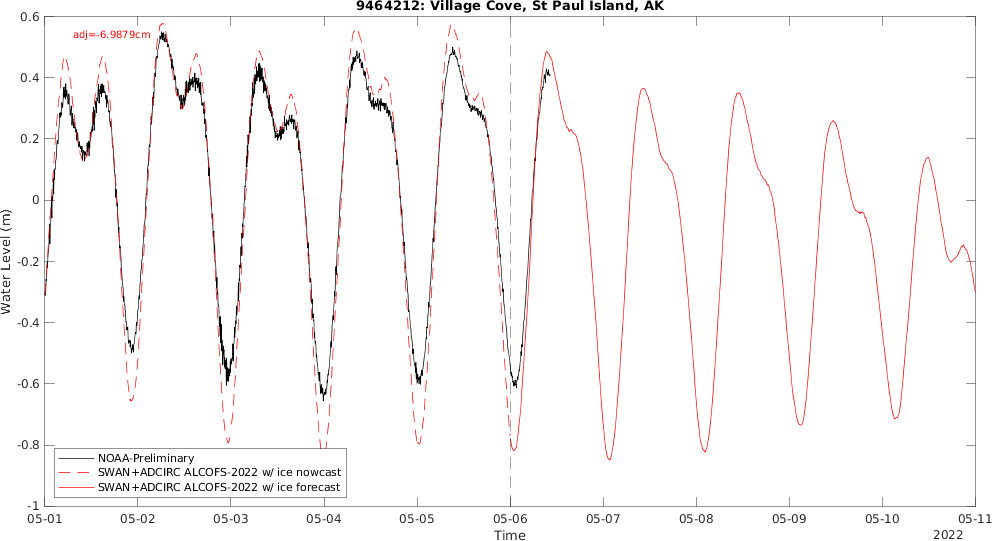 9464212: Village Cove, St Paul Island, AK
adj=-6.9879cm
Water Level (m)
0.6
0.4
0.2
0
-0.2
-0.4
-0.6
-0.8
-1
NOAA-Preliminary
SWAN+ADCIRC ALCOFS-2022 w/ ice nowcast
SWAN+ADCIRC ALCOFS-2022 w/ ice forecast
05-01 05-02 05-03 05-04 05-05 05-06 05-07 05-08 05-09 05-10 05-11
Time
2022